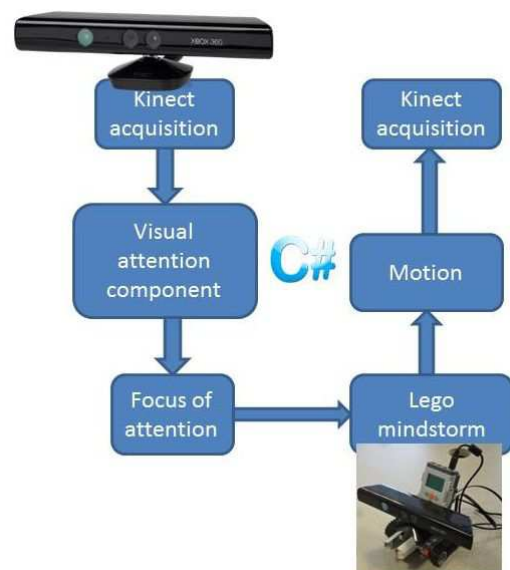 XBOX 360
Kinect
acquisition
Visual
attention
component
Focus of
attention
C#
Kinect
acquisition
Motion
Lego
mindstorm